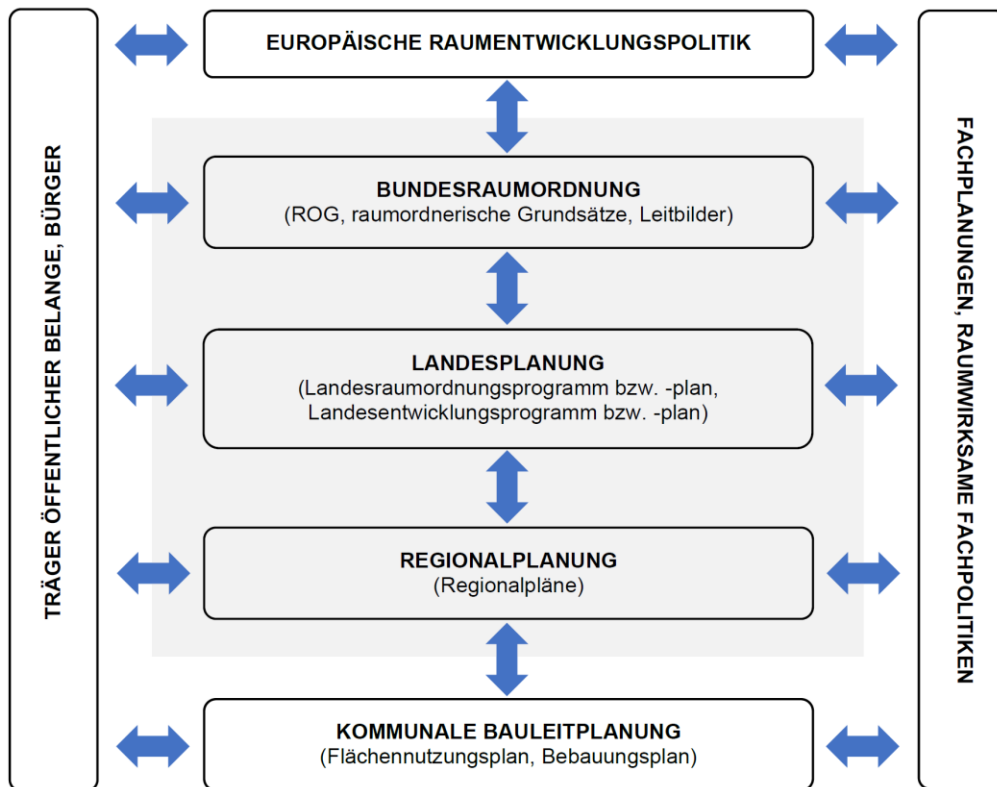 TRÄGER ÖFFENTLICHER BELANGE, BÜRGER
EUROPÄISCHE RAUMENTWICKLUNGSPOLITIK
BUNDESRAUMORDNUNG
(ROG, raumordnerische Grundsätze, Leitbilder)
LANDESPLANUNG
(Landesraumordnungsprogramm bzw. -plan,
Landesentwicklungsprogramm bzw. -plan)
REGIONALPLANUNG
(Regionalpläne)
KOMMUNALE BAULEITPLANUNG
(Flächennutzungsplan, Bebauungsplan)
FACHPLANUNGEN, RAUMWIRKSAME FACHPOLITIKEN